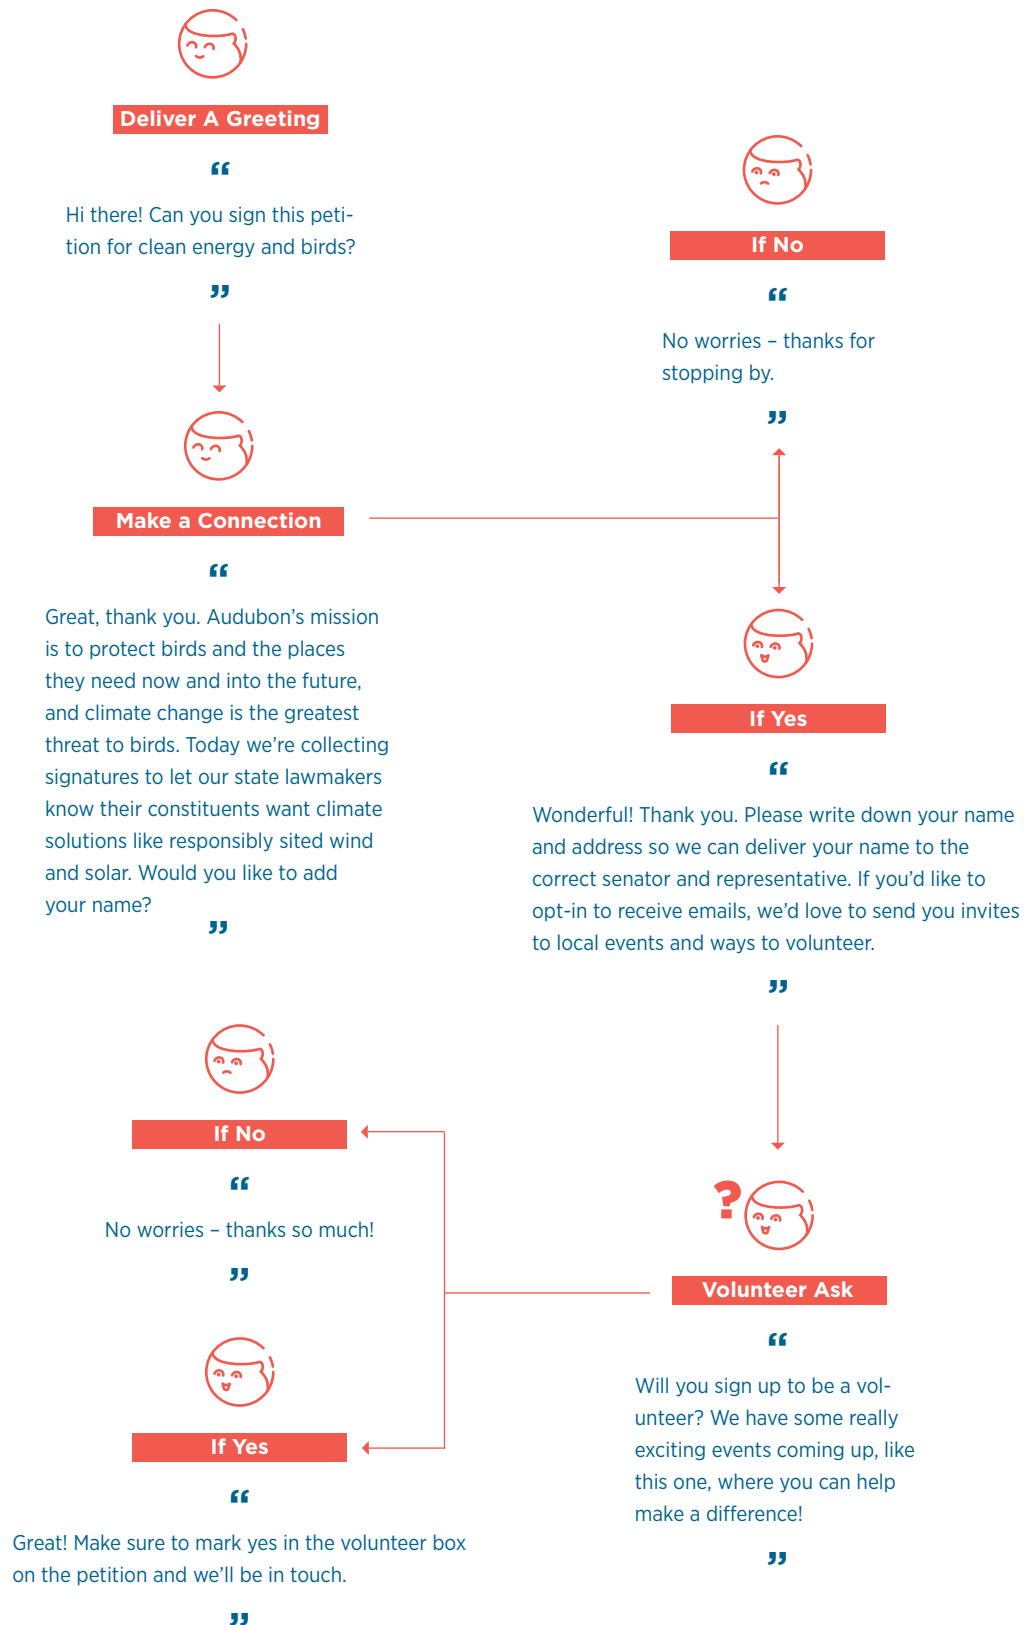 Deliver A Greeting
“
Hi there! Can you sign this peti-
tion for clean energy and birds?
”
Make a Connection
“
Great, thank you. Audubon’s mission
is to protect birds and the places
they need now and into the future,
and climate change is the greatest
threat to birds. Today we’re collecting
signatures to let our state lawmakers
know their constituents want climate
solutions like responsibly sited wind
and solar. Would you like to add
your name?
”
If No
“
No worries – thanks for
stopping by.
”
If Yes
“
Wonderful! Thank you. Please write down your name
and address so we can deliver your name to the
correct senator and representative. If you’d like to
opt-in to receive emails, we’d love to send you invites
to local events and ways to volunteer.
”
?
Volunteer Ask
“
Will you sign up to be a vol-
unteer? We have some really
exciting events coming up, like
this one, where you can help
make a difference!
”
If No
“
No worries – thanks so much!
”
If Yes
“
Great! Make sure to mark yes in the volunteer box
on the petition and we’ll be in touch.
”